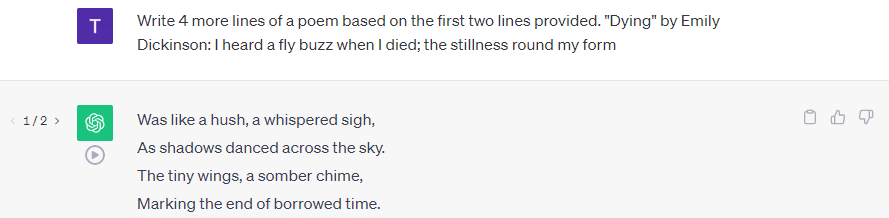 T
Write 4 more lines of a poem based on the first two lines provided. "Dying" by Emily
Dickinson: I heard a fly buzz when I died; the stillness round my form
< 1 / 2 >
Was like a hush, a whispered sigh,
As shadows danced across the sky.
The tiny wings, a somber chime,
Marking the end of borrowed time.